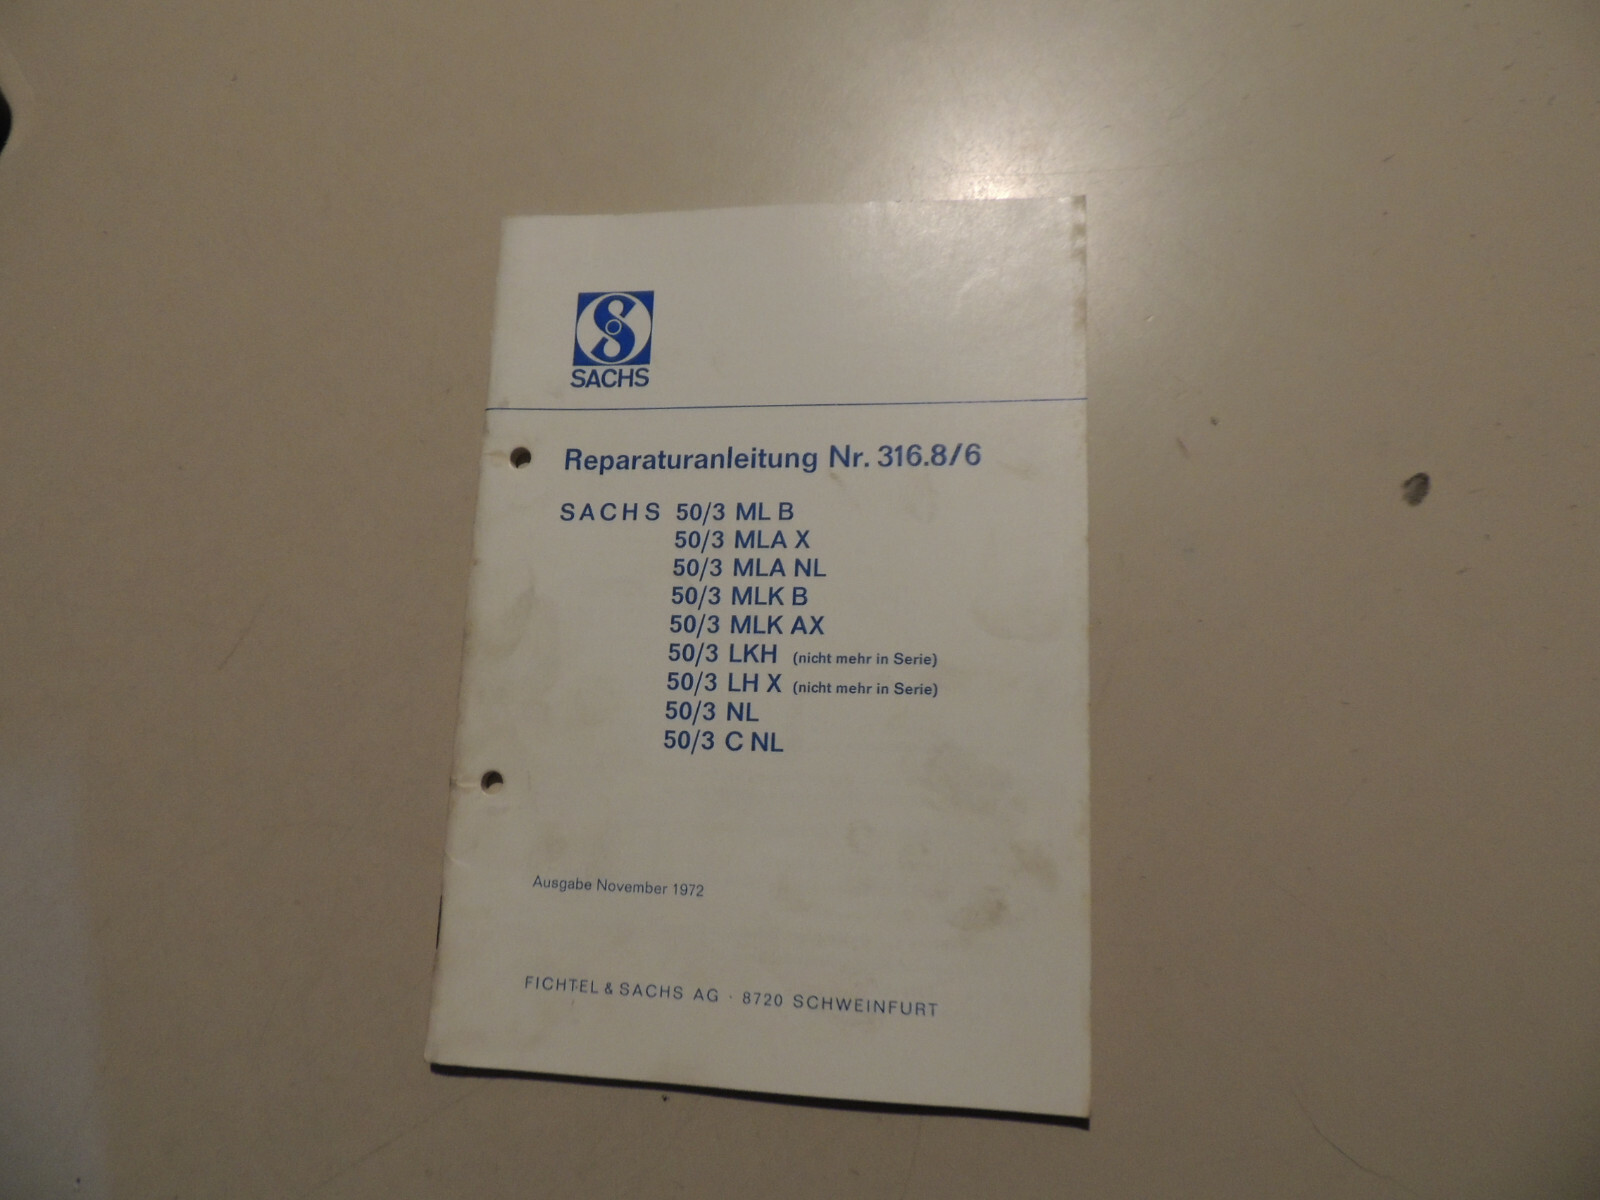 SACHS
Reparaturanleitung Nr. 316.8/6
SACHS 50/3 ML B
50/3 MLA X
50/3 MLA NL
50/3 MLK B
50/3 MLK AX
50/3 LKH (nicht mehr in Serie)
50/3 LH X (nicht mehr in Serie)
50/3 NL
50/3 C NL
Ausgabe November 1972
FICHTEL & SACHS AG · 8720 SCHWEINFURT